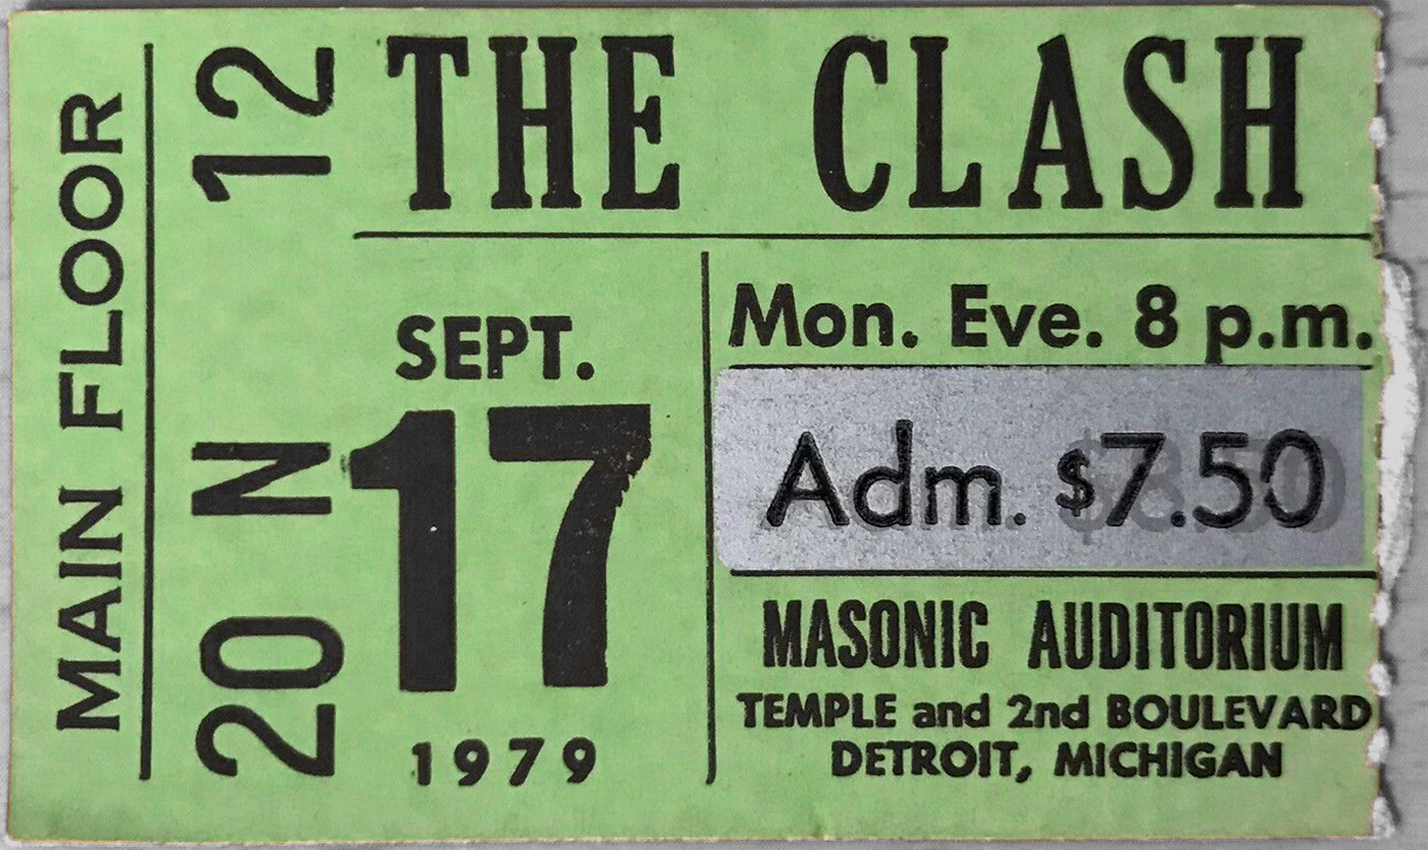 MAIN FLOOR
20 N 12
THE CLASH
SEPT.
17
1979
Mon. Eve. 8 p.m.
Adm. $7.50
MASONIC AUDITORIUM
TEMPLE and 2nd BOULEVARD
DETROIT, MICHIGAN